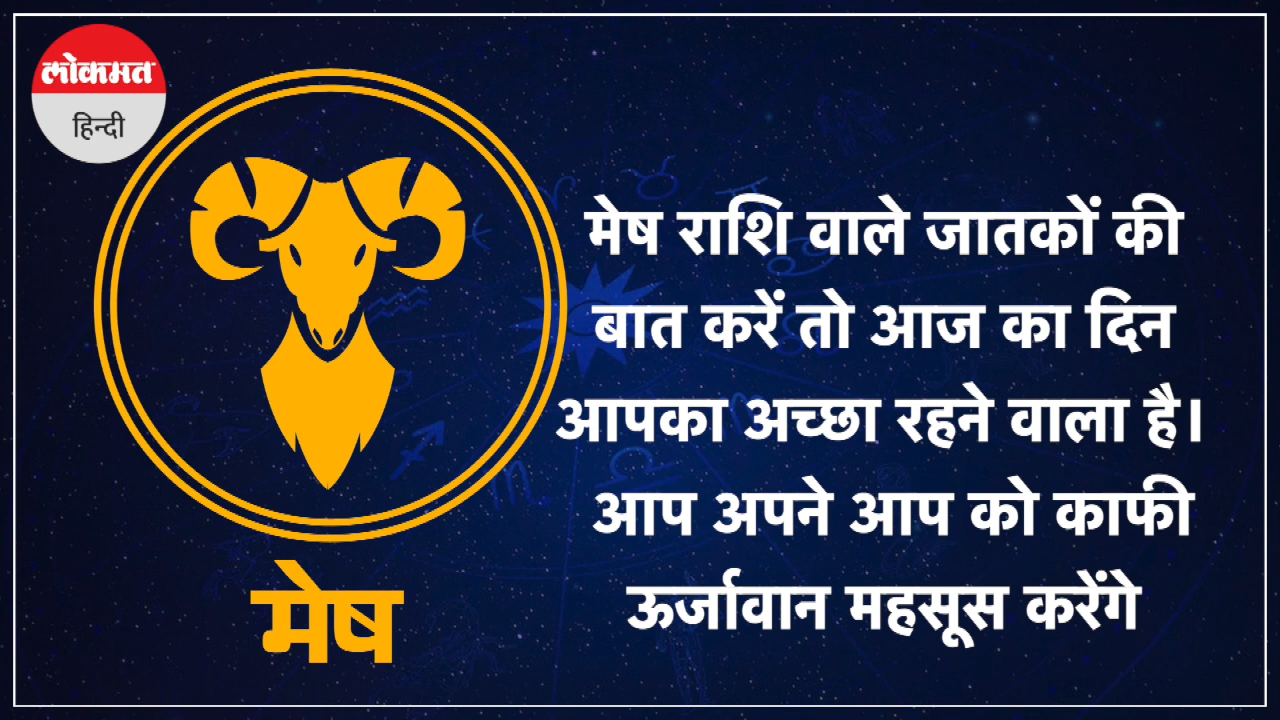 लोकमत
हिन्दी
मेष
मेष राशि वाले जातकों की
बात करें तो आज का दिन
आपका अच्छा रहने वाला है।
आप अपने आप को काफी
ऊर्जावान महसूस करेंगे